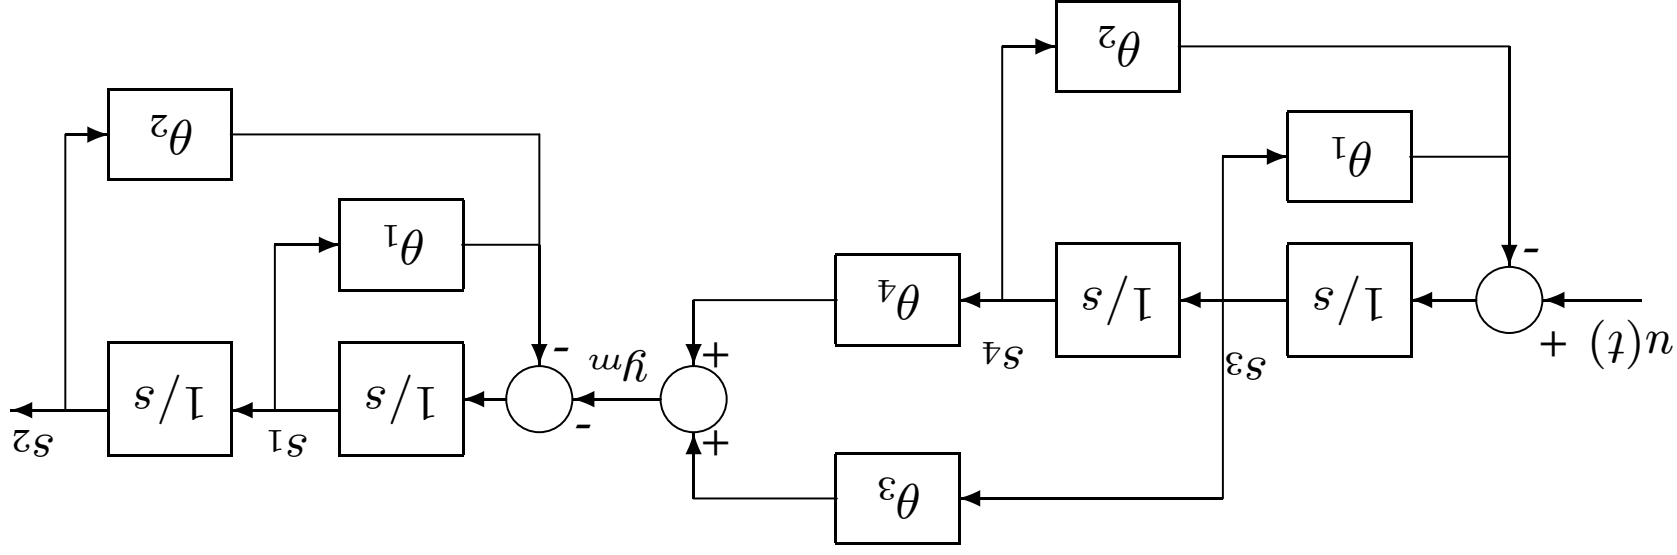 θ₃
+
-
s₁
s₂
1/s
1/s
u(t)
+
s₃
s₄
+
yₘ
-
1/s
1/s
θ₄
-
θ₁
θ₁
θ₂
θ₂